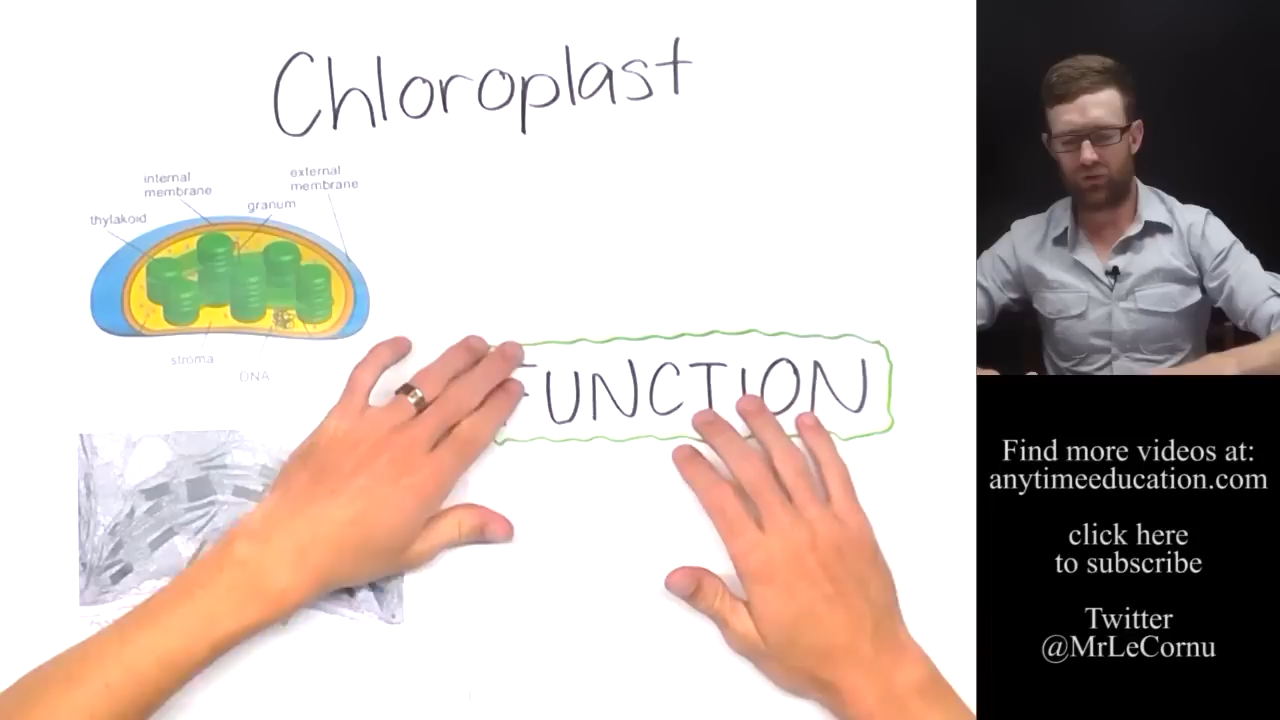 Chloroplast
internal
membrane
external
membrane
thylakoid
granum
stroma
DNA
FUNCTION
Find more videos at:
anytimeeducation.com
click here
to subscribe
Twitter
@MrLeCornu